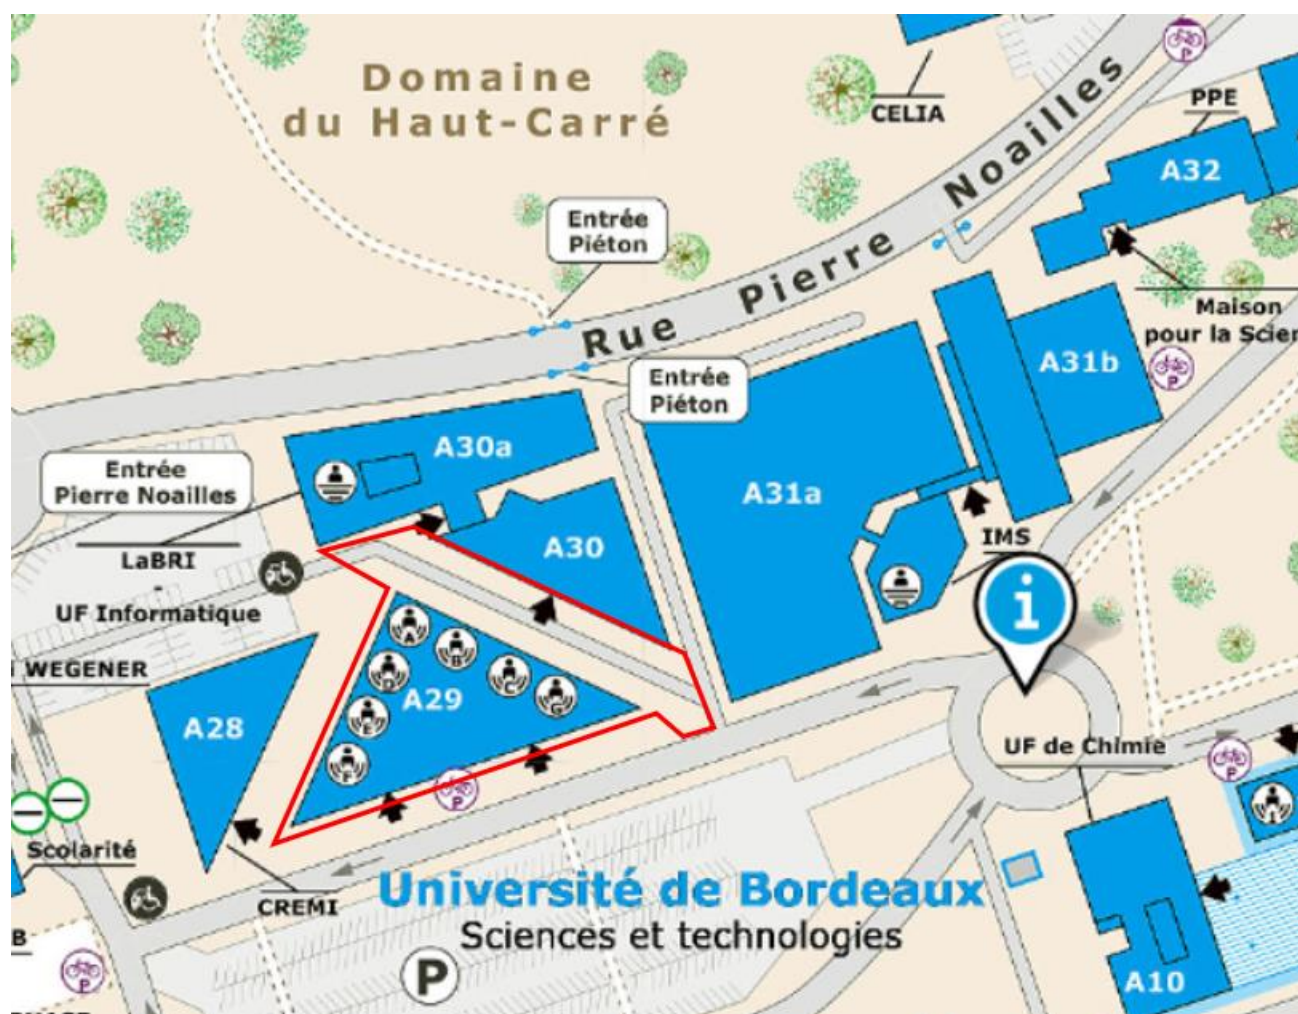 Domaine
du Haut-Carré
CELIA
PPE
A32
Entrée
Piéton
Rue Pierre Noailles
Maison
pour la Scien
A31b
Entrée
Piéton
A30a
Entrée
Pierre Noailles
A31a
LaBRI
A30
IMS
UF Informatique
i
WEGENER
A
B
D
C
G
A29
E
F
A28
UF de Chimie
P
P
P
P
P
Scolarité
CREMI
Université de Bordeaux
Sciences et technologies
B
P
A10